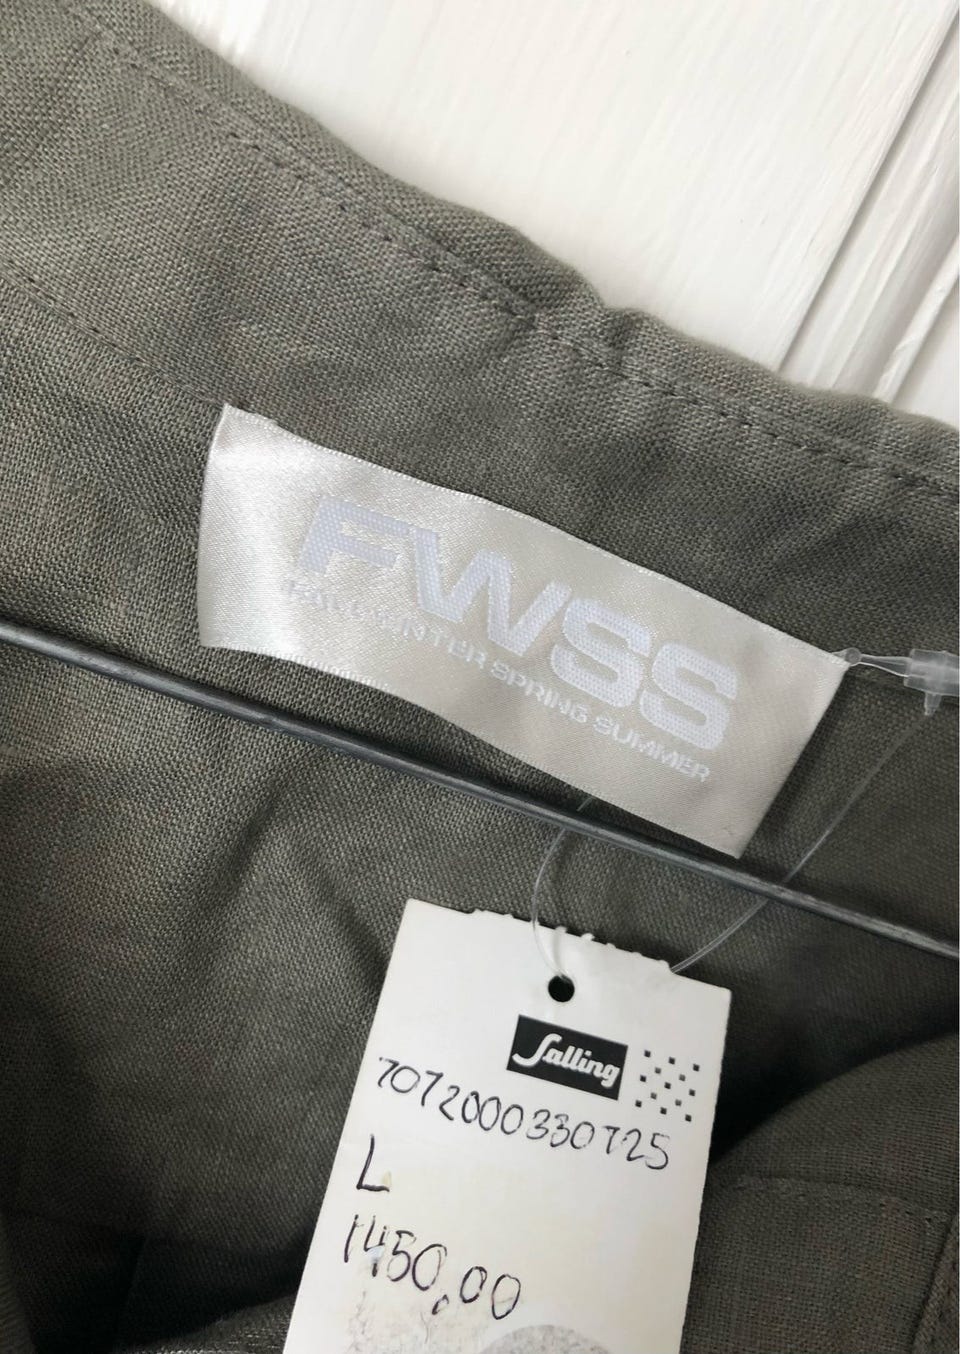 FWSS
FALL WINTER SPRING SUMMER
Salling
7072000330725
L
1450,00